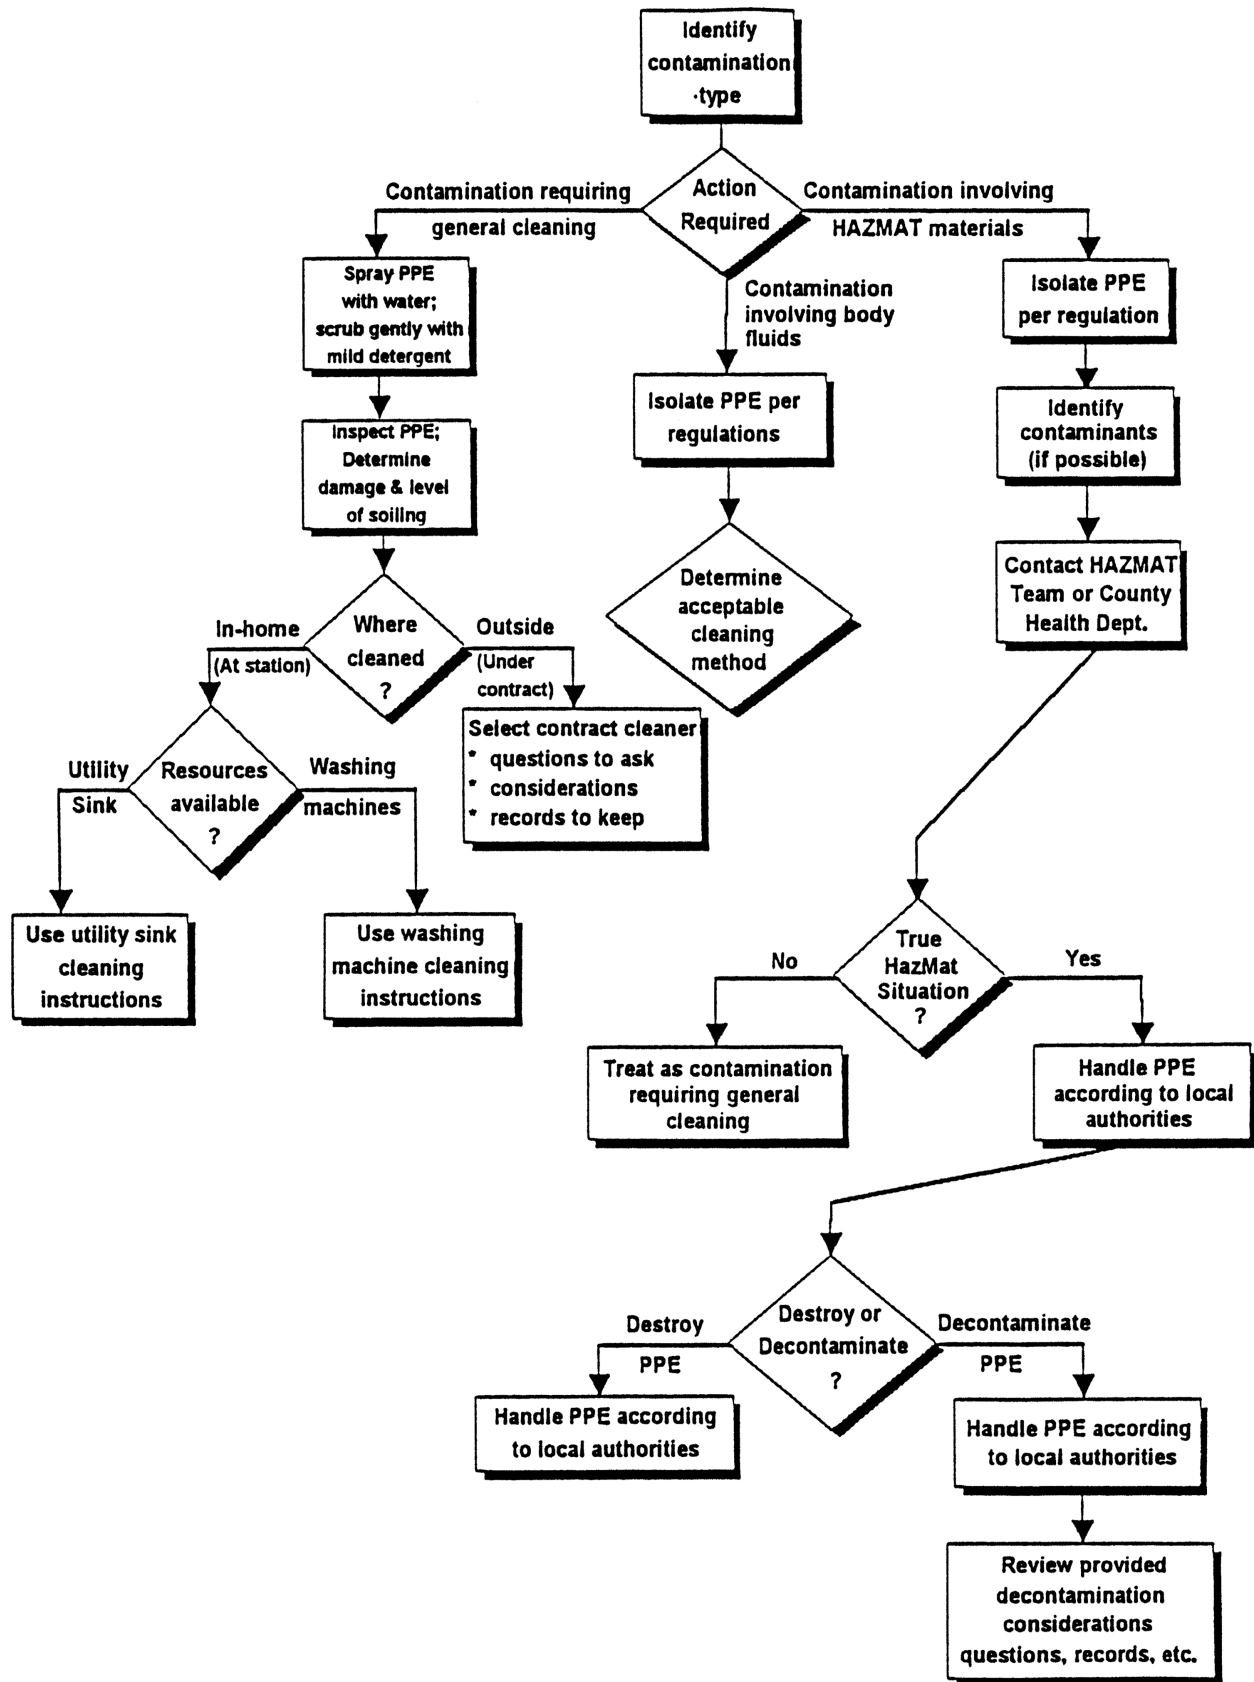 Identify
contamination
type
Action
Required
Contamination requiring
general cleaning
Contamination involving
HAZMAT materials
Contamination
involving body
fluids
Spray PPE
with water;
scrub gently with
mild detergent
Isolate PPE
per regulation
Isolate PPE per
regulations
Identify
contaminants
(if possible)
Inspect PPE;
Determine
damage & level
of soiling
Contact HAZMAT
Team or County
Health Dept.
Determine
acceptable
cleaning
method
Where
cleaned
?
In-home
(At station)
Outside
(Under
contract)
Select contract cleaner
* questions to ask
* considerations
* records to keep
Resources
available
?
Utility
Sink
Washing
machines
Use utility sink
cleaning
instructions
Use washing
machine cleaning
instructions
True
HazMat
Situation
?
No
Yes
Treat as contamination
requiring general
cleaning
Handle PPE
according to local
authorities
Destroy or
Decontaminate
?
Destroy
PPE
Decontaminate
PPE
Handle PPE according
to local authorities
Handle PPE according
to local authorities
Review provided
decontamination
considerations
questions, records, etc.